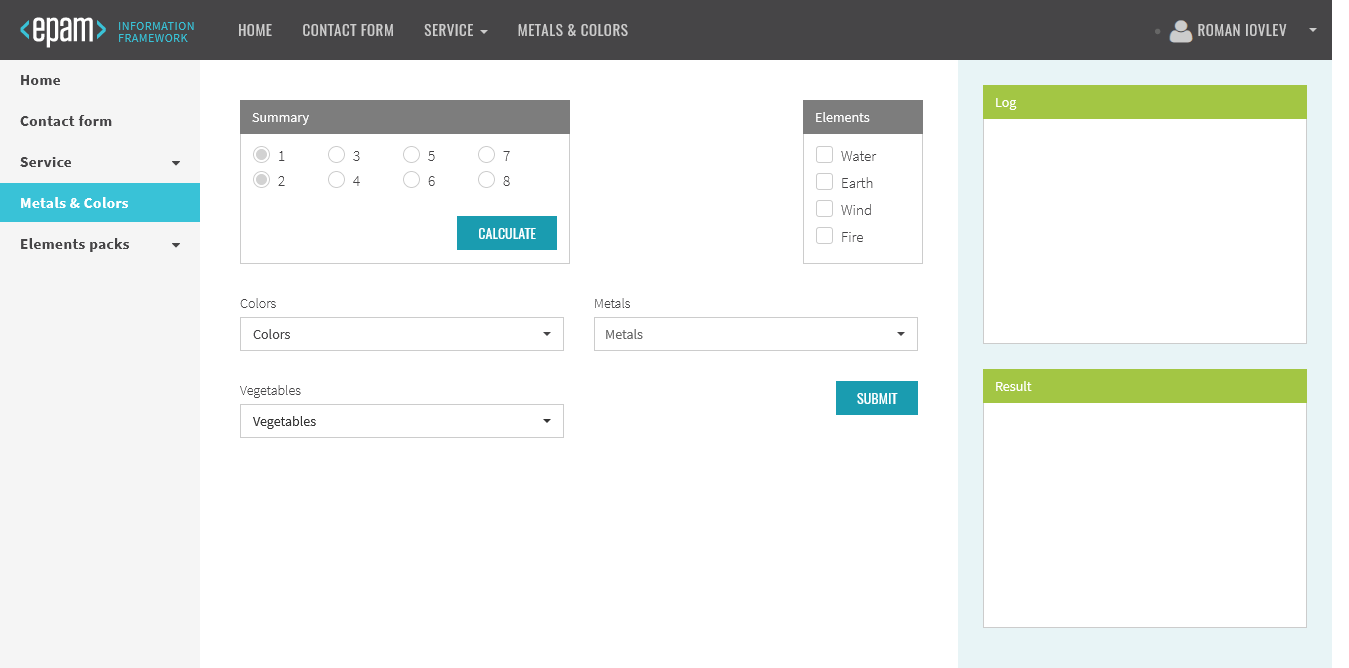 <epam>
INFORMATION
FRAMEWORK
HOME
CONTACT FORM
SERVICE
METALS & COLORS
ROMAN IOVLEV
Home
Contact form
Service
Metals & Colors
Elements packs
Summary
1 3 5 7
2 4 6 8
CALCULATE
Elements
Water
Earth
Wind
Fire
Colors
Colors
Metals
Metals
Vegetables
Vegetables
SUBMIT
Log
Result